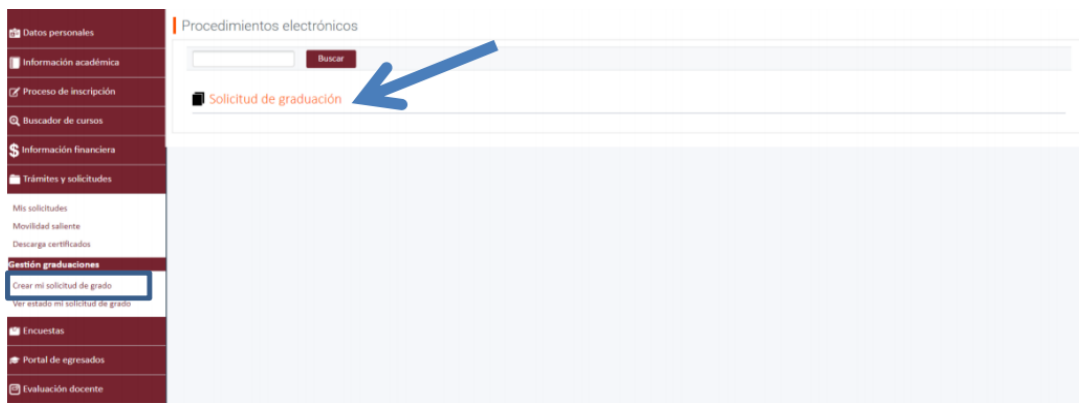 Datos personales
Información académica
Proceso de inscripción
Buscador de cursos
Información financiera
Trámites y solicitudes
Mis solicitudes
Movilidad saliente
Descarga certificados
Gestión graduaciones
Crear mi solicitud de grado
Ver estado mi solicitud de grado
Encuestas
Portal de egresados
Evaluación docente
Procedimientos electrónicos
Buscar
Solicitud de graduación